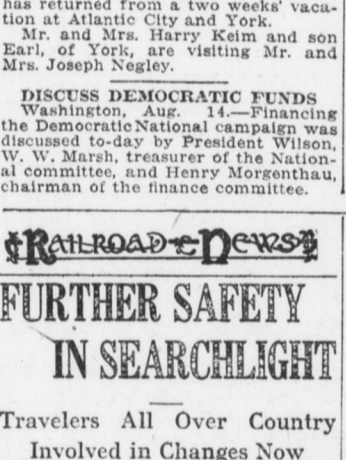 has returned from a two weeks' vaca-
tion at Atlantic City and York.
Mr. and Mrs. Harry Keim and son
Earl, of York, are visiting Mr. and
Mrs. Joseph Negley.
DISCUSS DEMOCRATIC FUNDS
Washington, Aug. 14.—Financing
the Democratic National campaign was
discussed to-day by President Wilson,
W. W. Marsh, treasurer of the Nation-
al committee, and Henry Morgenthau,
chairman of the finance committee.
RAILROAD NEWS
FURTHER SAFETY
IN SEARCHLIGHT
Travelers All Over Country
Involved in Changes Now